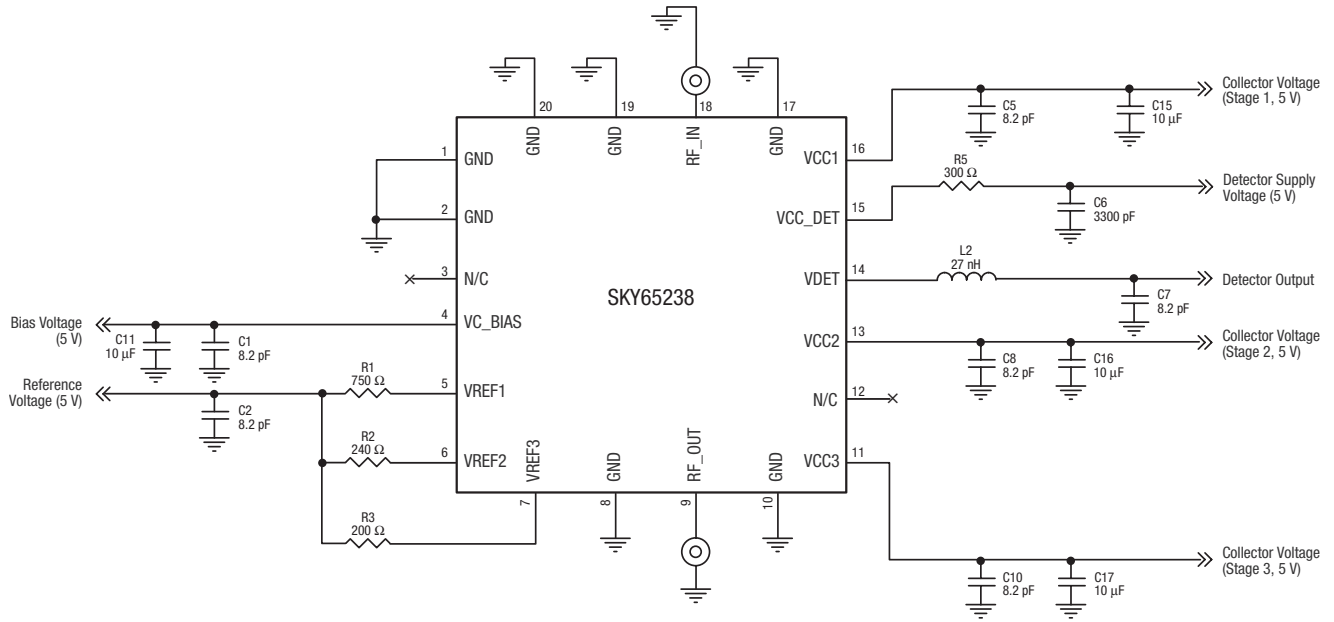 20
19
18
17
GND
GND
RF_IN
GND
1
GND
2
GND
3
N/C
4
VC_BIAS
5
VREF1
6
VREF2
7
VREF3
8
GND
9
RF_OUT
10
GND
SKY65238
VCC1
16
VCC_DET
15
VDET
14
VCC2
13
N/C
12
VCC3
11
Bias Voltage
(5 V)
C11
10 µF
C1
8.2 pF
Reference
Voltage (5 V)
C2
8.2 pF
R1
750 Ω
R2
240 Ω
R3
200 Ω
C5
8.2 pF
C15
10 µF
Collector Voltage
(Stage 1, 5 V)
R5
300 Ω
C6
3300 pF
Detector Supply
Voltage (5 V)
L2
27 nH
C7
8.2 pF
Detector Output
C8
8.2 pF
C16
10 µF
Collector Voltage
(Stage 2, 5 V)
C10
8.2 pF
C17
10 µF
Collector Voltage
(Stage 3, 5 V)